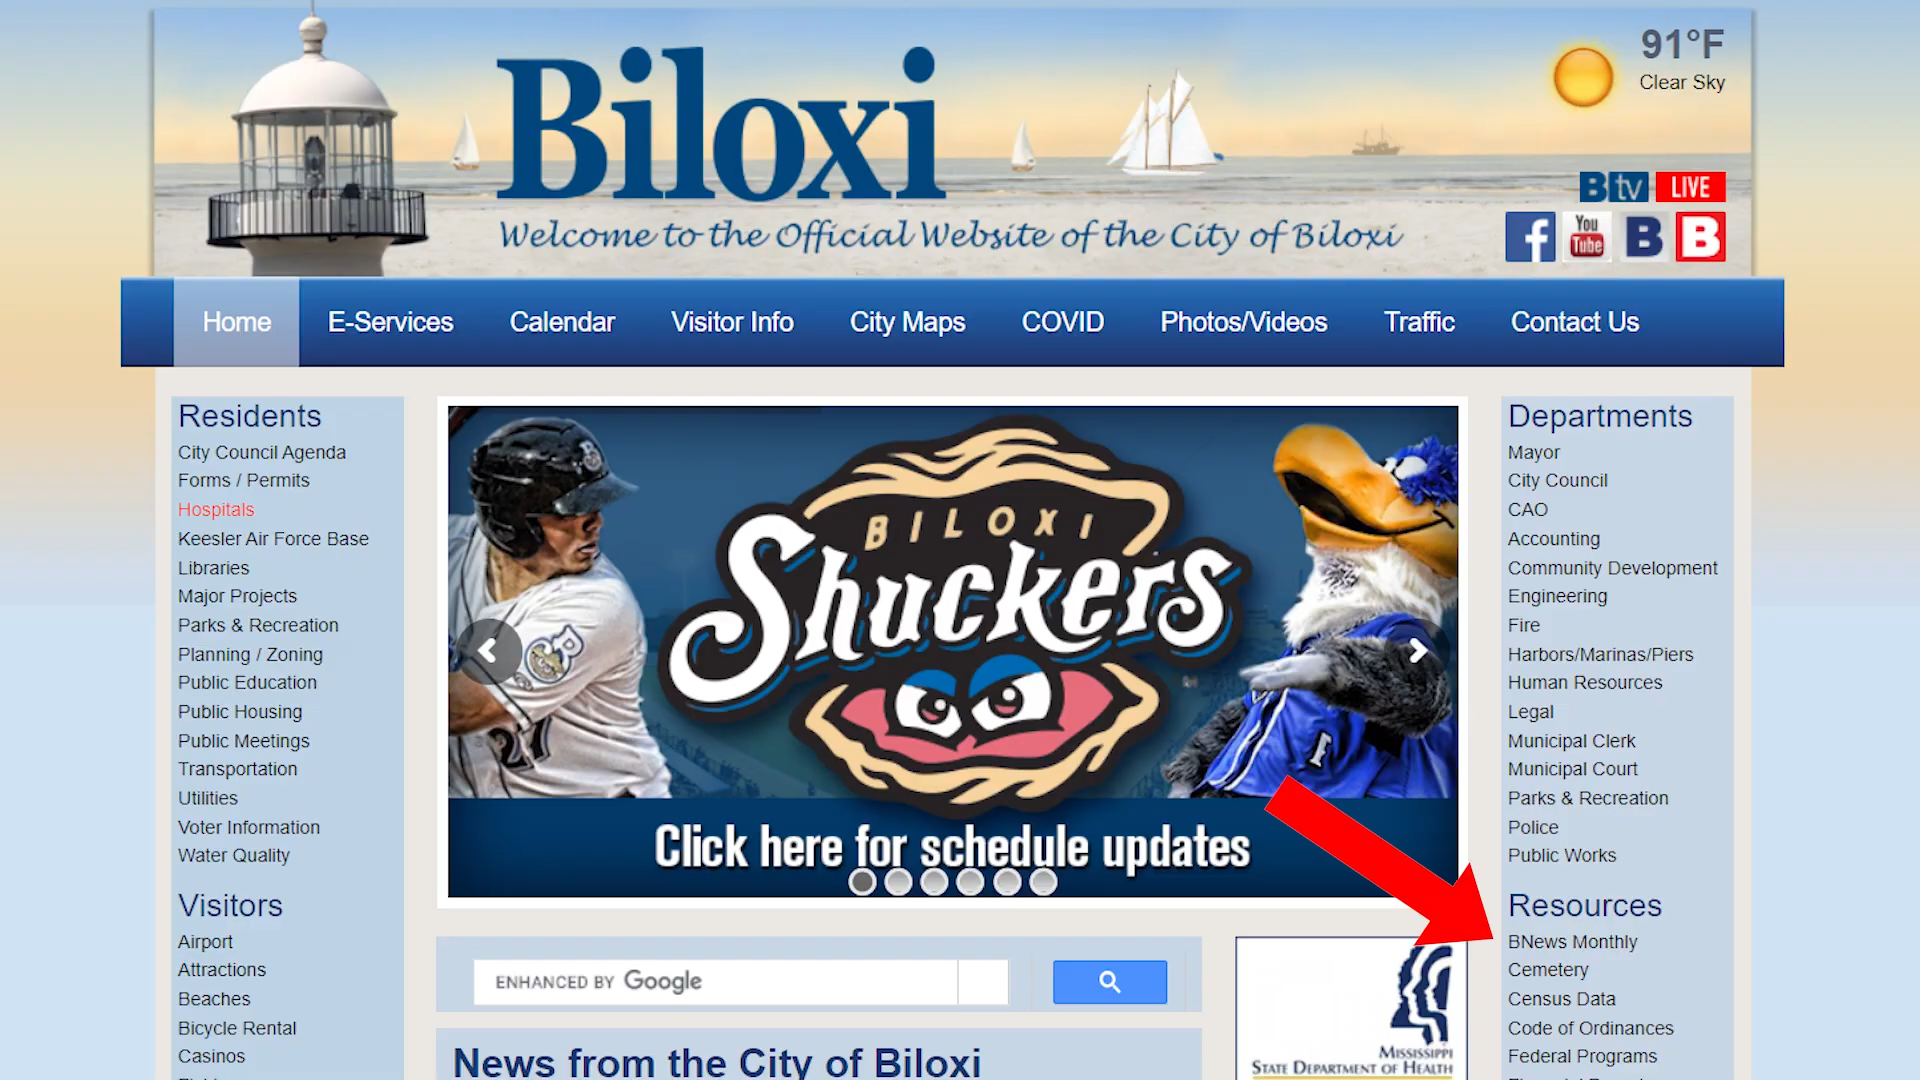 Biloxi
Welcome to the Official Website of the City of Biloxi
91°F
Clear Sky
Btv LIVE
f You Tube B B
Home E-Services Calendar Visitor Info City Maps COVID Photos/Videos Traffic Contact Us
Residents
City Council Agenda
Forms / Permits
Hospitals
Keesler Air Force Base
Libraries
Major Projects
Parks & Recreation
Planning / Zoning
Public Education
Public Housing
Public Meetings
Transportation
Utilities
Voter Information
Water Quality
Visitors
Airport
Attractions
Beaches
Bicycle Rental
Casinos
BILOXI
Shuckers
B
21
Click here for schedule updates
ENHANCED BY Google
News from the City of Biloxi
MISSISSIPPI
STATE DEPARTMENT OF HEALTH
Departments
Mayor
City Council
CAO
Accounting
Community Development
Engineering
Fire
Harbors/Marinas/Piers
Human Resources
Legal
Municipal Clerk
Municipal Court
Parks & Recreation
Police
Public Works
Resources
BNews Monthly
Cemetery
Census Data
Code of Ordinances
Federal Programs